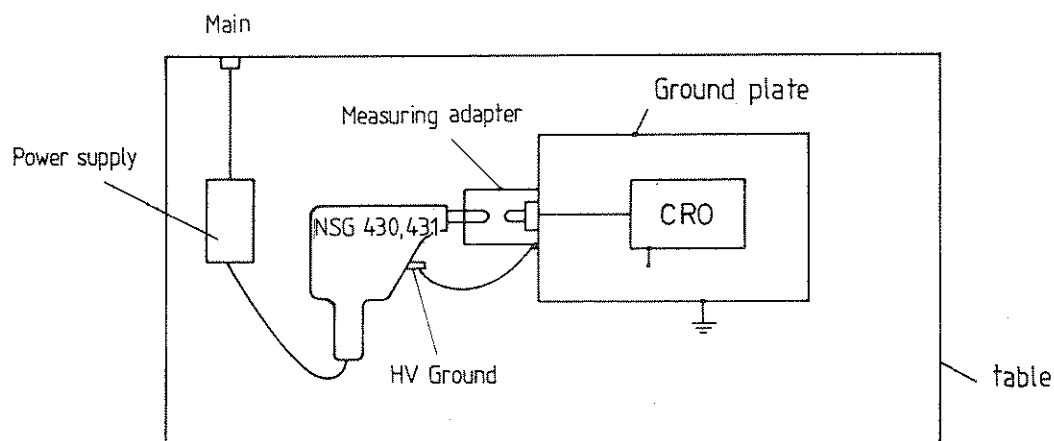 Main
Ground plate
Measuring adapter
Power supply
CRO
NSG 430,431
HV Ground
table